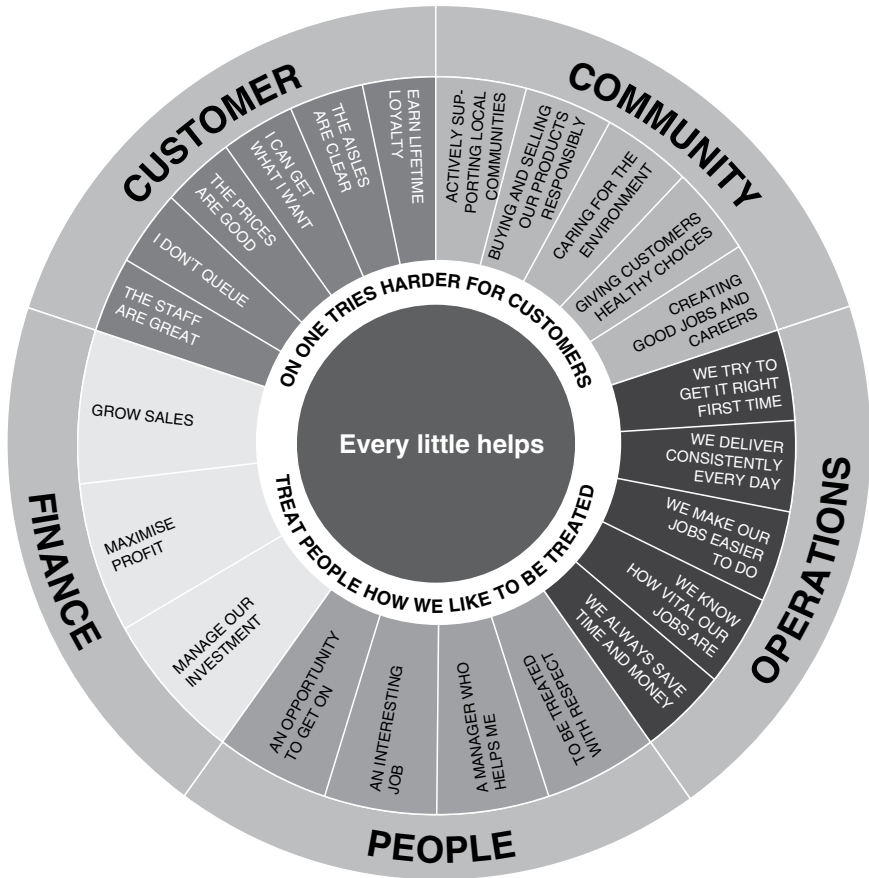 CUSTOMER
EARN LIFETIME
LOYALTY
THE AISLES
ARE CLEAR
I CAN GET
WHAT I WANT
THE PRICES
ARE GOOD
I DON'T QUEUE
THE STAFF
ARE GREAT
COMMUNITY
ACTIVELY SUP-
PORTING LOCAL
COMMUNITIES
BUYING AND SELLING
OUR PRODUCTS
RESPONSIBLY
CARING FOR THE
ENVIRONMENT
GIVING CUSTOMERS
HEALTHY CHOICES
CREATING
GOOD JOBS AND
CAREERS
OPERATIONS
WE TRY TO
GET IT RIGHT
FIRST TIME
WE DELIVER
CONSISTENTLY
EVERY DAY
WE MAKE OUR
JOBS EASIER
TO DO
WE KNOW
HOW VITAL OUR
JOBS ARE
WE ALWAYS SAVE
TIME AND MONEY
PEOPLE
TO BE TREATED
WITH RESPECT
A MANAGER WHO
HELPS ME
AN INTERESTING
JOB
AN OPPORTUNITY
TO GET ON
FINANCE
MANAGE OUR
INVESTMENT
MAXIMISE
PROFIT
GROW SALES
ON ONE TRIES HARDER FOR CUSTOMERS
Every little helps
TREAT PEOPLE HOW WE LIKE TO BE TREATED